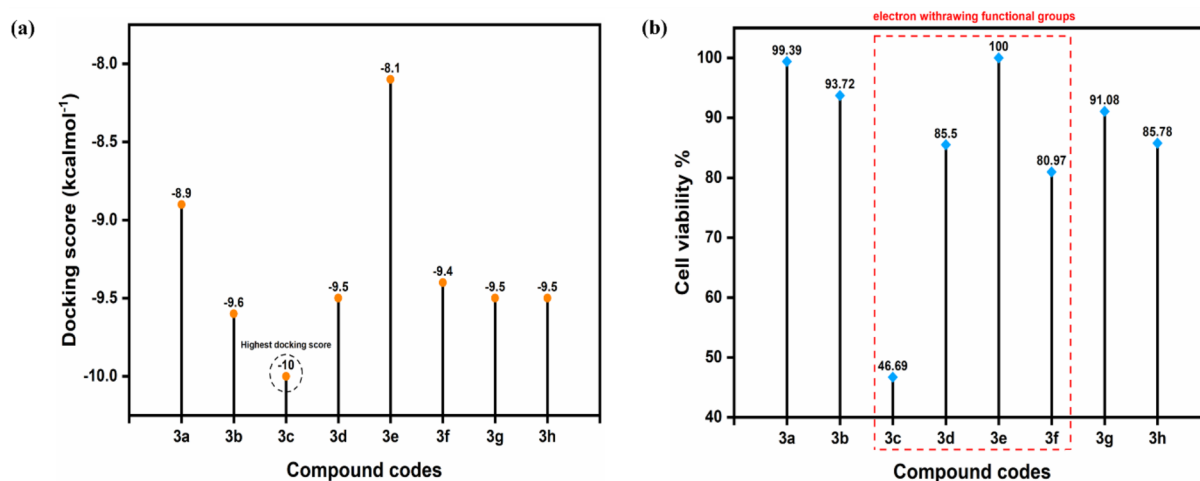 (a)
Docking score (kcalmol⁻¹)
-8.0
-8.5
-9.0
-9.5
-10.0
-8.9
-9.6
Highest docking score
-10
-9.5
-8.1
-9.4
-9.5
-9.5
3a 3b 3c 3d 3e 3f 3g 3h
Compound codes
(b)
electron withrawing functional groups
Cell viability %
100
90
80
70
60
50
40
99.39
93.72
46.69
85.5
100
80.97
91.08
85.78
3a 3b 3c 3d 3e 3f 3g 3h
Compound codes